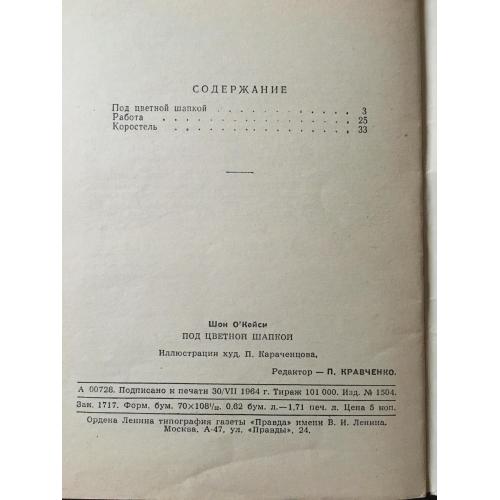 СОДЕРЖАНИЕ
Под цветной шапкой . . . . . . . . . . . . 3
Работа . . . . . . . . . . . . . . . . 25
Коростель . . . . . . . . . . . . . . . 33
Шон О'Кейси
ПОД ЦВЕТНОЙ ШАПКОЙ
Иллюстрации худ. П. Караченцова.
Редактор — П. КРАВЧЕНКО.
А 00728. Подписано к печати 30/VII 1964 г. Тираж 101 000. Изд. № 1504.
Зак. 1717. Форм. бум. 70×108¹/₃₂. 0,62 бум. л.—1,71 печ. л. Цена 5 коп.
Ордена Ленина типография газеты «Правда» имени В. И. Ленина.
Москва, А-47, ул. «Правды», 24.